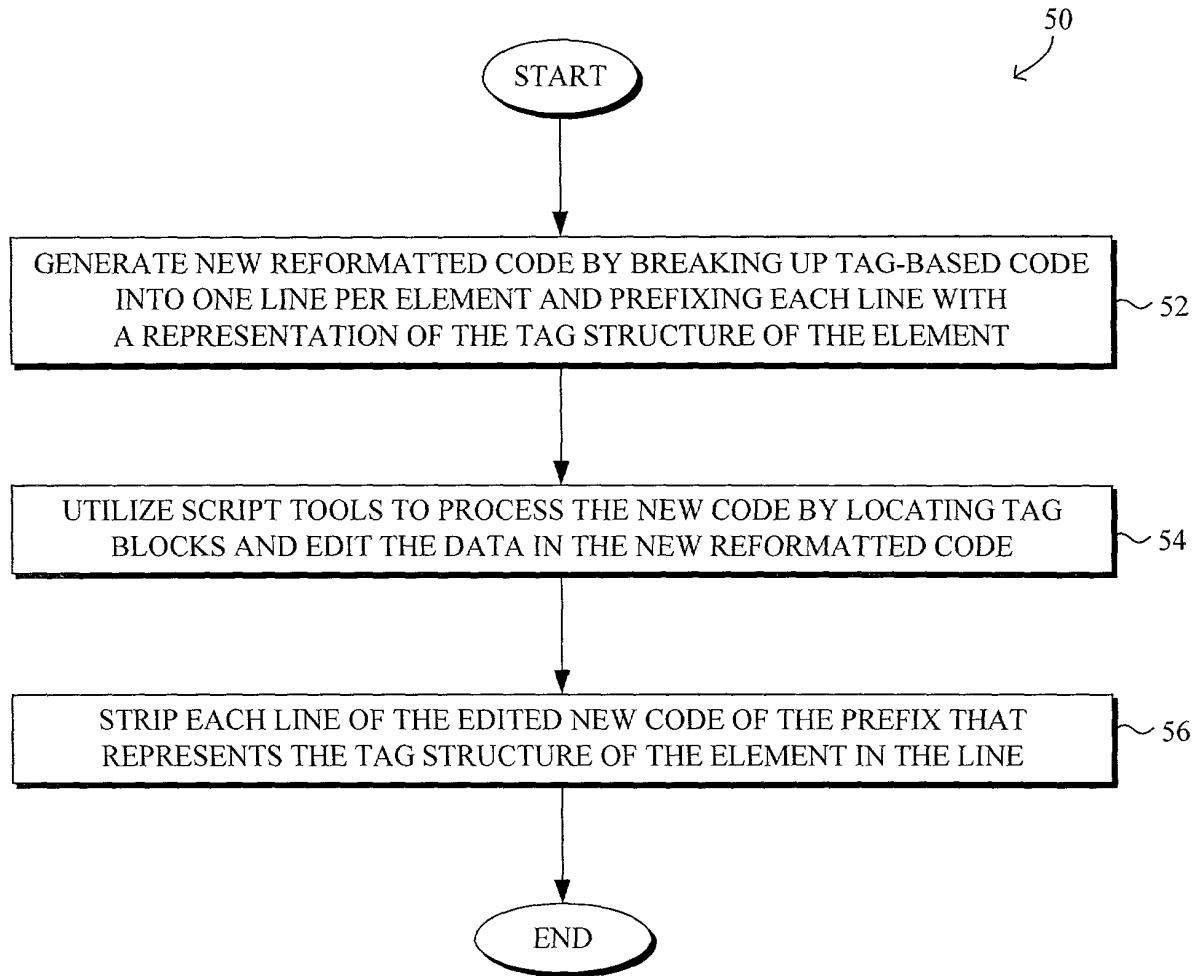 50
START
GENERATE NEW REFORMATTED CODE BY BREAKING UP TAG-BASED CODE
INTO ONE LINE PER ELEMENT AND PREFIXING EACH LINE WITH
A REPRESENTATION OF THE TAG STRUCTURE OF THE ELEMENT
52
UTILIZE SCRIPT TOOLS TO PROCESS THE NEW CODE BY LOCATING TAG
BLOCKS AND EDIT THE DATA IN THE NEW REFORMATTED CODE
54
STRIP EACH LINE OF THE EDITED NEW CODE OF THE PREFIX THAT
REPRESENTS THE TAG STRUCTURE OF THE ELEMENT IN THE LINE
56
END